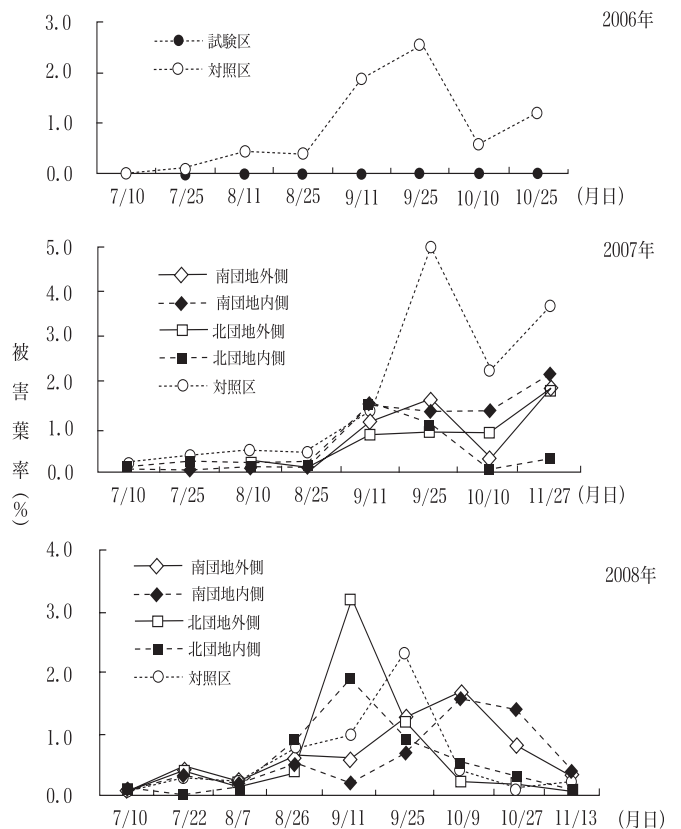 2006年
3.0
2.0
1.0
0.0
試験区
対照区
7/10 7/25 8/11 8/25 9/11 9/25 10/10 10/25 (月日)
被害葉率(%)
2007年
5.0
4.0
3.0
2.0
1.0
0.0
南団地外側
南団地内側
北団地外側
北団地内側
対照区
7/10 7/25 8/10 8/25 9/11 9/25 10/10 11/27 (月日)
2008年
4.0
3.0
2.0
1.0
0.0
南団地外側
南団地内側
北団地外側
北団地内側
対照区
7/10 7/22 8/7 8/26 9/11 9/25 10/9 10/27 11/13 (月日)